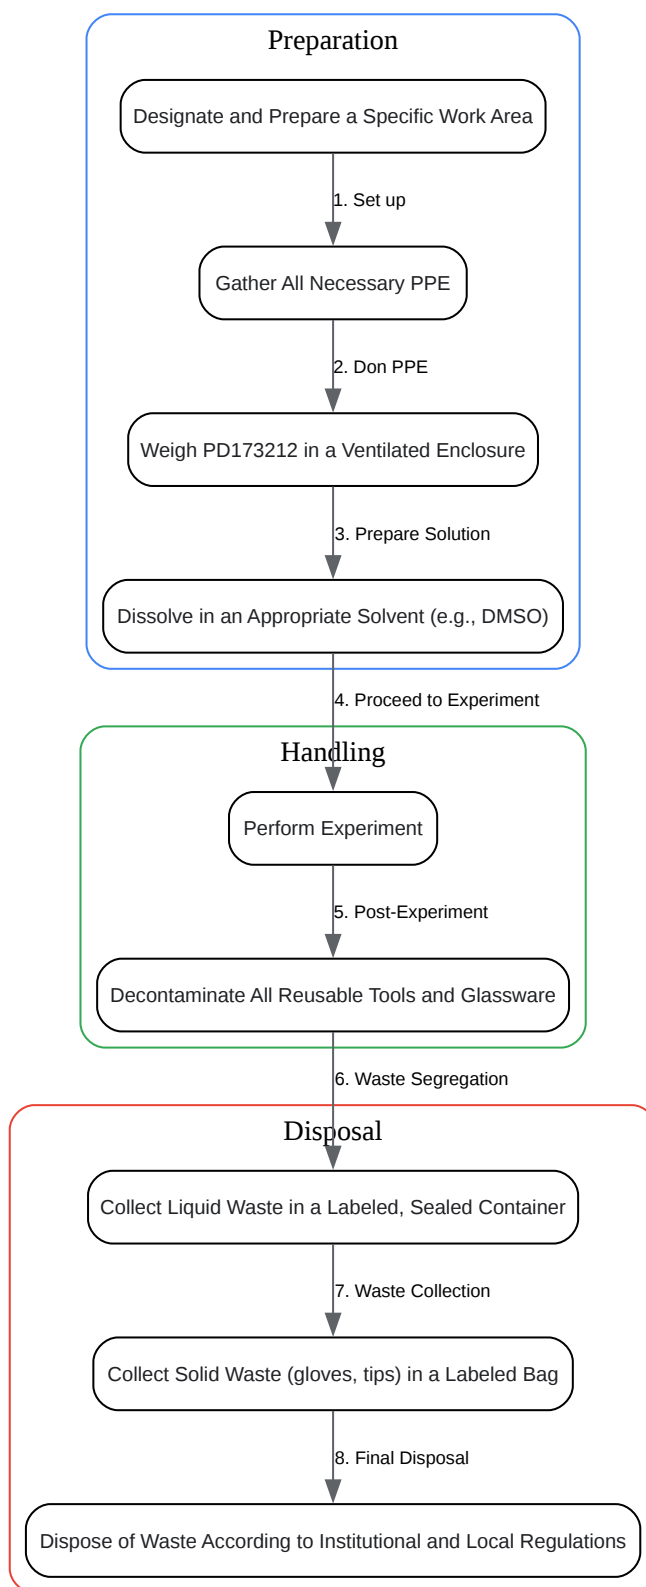 Preparation
Designate and Prepare a Specific Work Area
1. Set up
Gather All Necessary PPE
2. Don PPE
Weigh PD173212 in a Ventilated Enclosure
3. Prepare Solution
Dissolve in an Appropriate Solvent (e.g., DMSO)
4. Proceed to Experiment
Handling
Perform Experiment
5. Post-Experiment
Decontaminate All Reusable Tools and Glassware
6. Waste Segregation
Disposal
Collect Liquid Waste in a Labeled, Sealed Container
7. Waste Collection
Collect Solid Waste (gloves, tips) in a Labeled Bag
8. Final Disposal
Dispose of Waste According to Institutional and Local Regulations